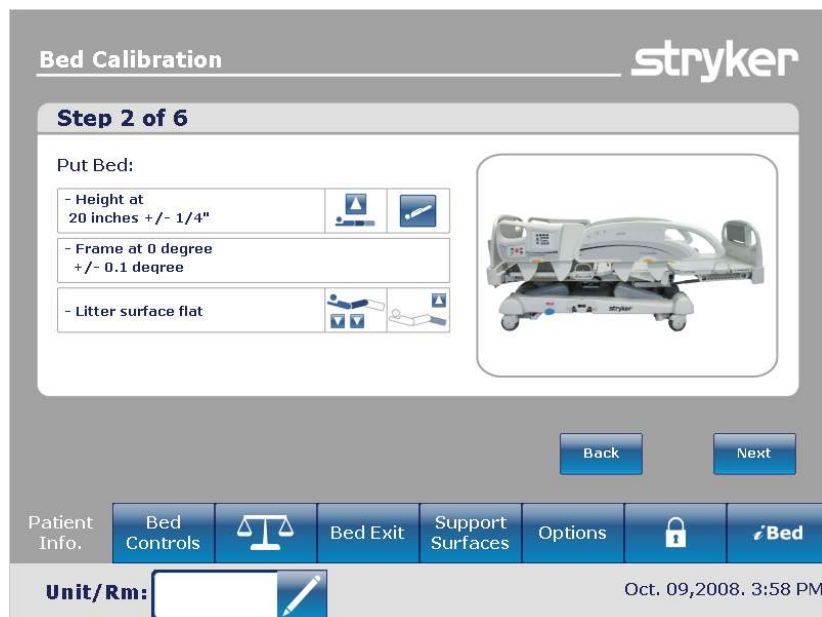 Bed Calibration
stryker
Step 2 of 6
Put Bed:
- Height at
20 inches +/- 1/4"
- Frame at 0 degree
+/- 0.1 degree
- Litter surface flat
stryker
Back
Next
Patient
Info.
Bed
Controls
Bed Exit
Support
Surfaces
Options
iBed
Unit/Rm:
Oct. 09,2008. 3:58 PM